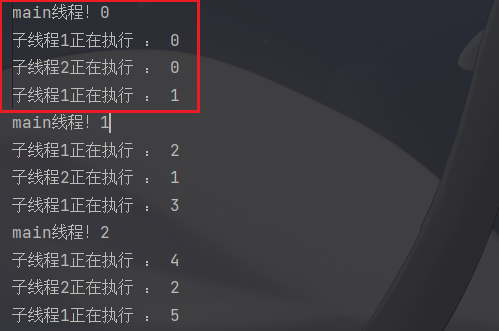 main线程！0
子线程1正在执行 ： 0
子线程2正在执行 ： 0
子线程1正在执行 ： 1
main线程！1
子线程1正在执行 ： 2
子线程2正在执行 ： 1
子线程1正在执行 ： 3
main线程！2
子线程1正在执行 ： 4
子线程2正在执行 ： 2
子线程1正在执行 ： 5